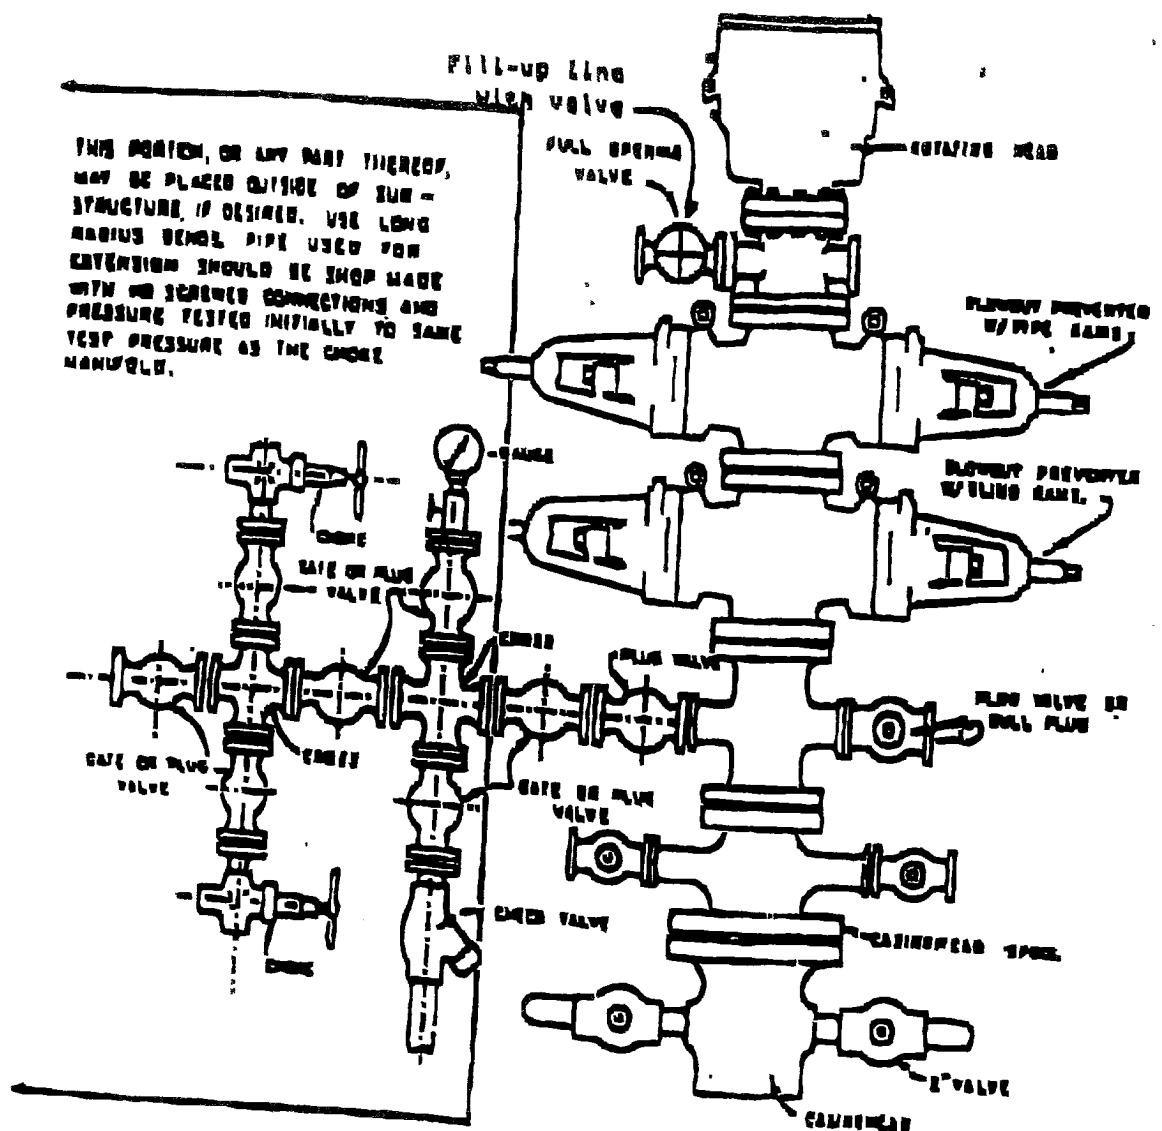 Fill-up Line
with valve
FULL OPENING
VALVE
ROTATING HEAD
THIS PORTION, OR ANY PART THEREOF,
MAY BE PLACED OUTSIDE OF SUB-
STRUCTURE, IF DESIRED. USE LONG
RADIUS BENDS. PIPE USED FOR
EXTENSION SHOULD BE SHOP MADE
WITH NO SCREWED CONNECTIONS AND
PRESSURE TESTED INITIALLY TO SAME
TEST PRESSURE AS THE CHOKE
MANIFOLD.
BLOWOUT PREVENTER
W/PIPE RAMS.
GAUGE
BLOWOUT PREVENTER
W/BLIND RAMS.
CHOKE
GATE OR PLUG
VALVE
CROSS
PLUG VALVE
PLUG VALVE OR
BULL PLUG
GATE OR PLUG
VALVE
CROSS
GATE OR PLUG
VALVE
CHECK VALVE
CASINGHEAD SPOOL
CHOKE
2" VALVE
CASINGHEAD